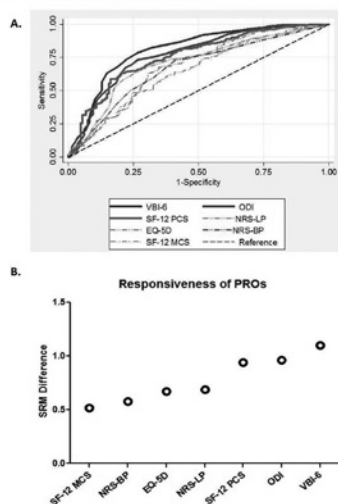 A.
Sensitivity
0.00 0.25 0.50 0.75 1.00
0.00 0.25 0.50 0.75 1.00
1-Specificity
VBI-6 ODI
SF-12 PCS NRS-LP
EQ-5D NRS-BP
SF-12 MCS Reference
B.
Responsiveness of PROs
SRM Difference
1.5
1.0
0.5
0.0
SF-12 MCS
NRS-BP
EQ-5D
NRS-LP
SF-12 PCS
ODI
VBI-6